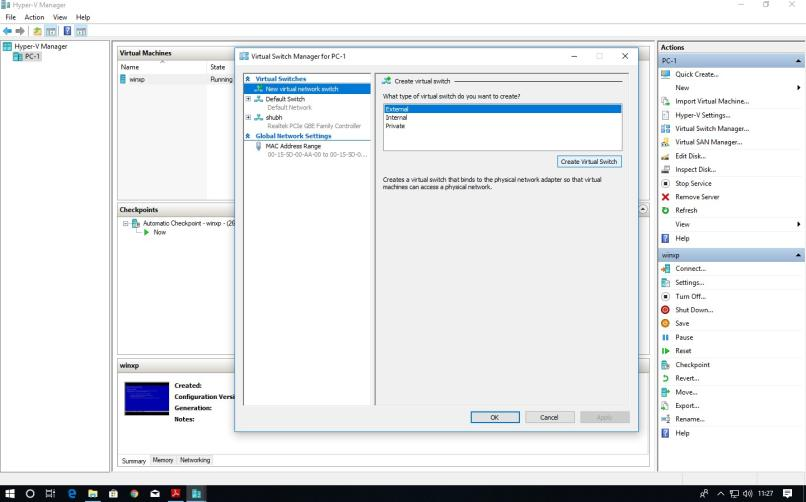 Hyper-V Manager
File Action View Help
Hyper-V Manager
PC-1
Virtual Machines
Name State
winxp Running
Checkpoints
Automatic Checkpoint - winxp - (26
Now
winxp
Created:
Configuration Versi
Generation:
Notes:
Summary Memory Networking
Virtual Switch Manager for PC-1
Virtual Switches
New virtual network switch
Default Switch
Default Network
shubh
Realtek PCIe GBE Family Controller
Global Network Settings
MAC Address Range
00-15-5D-00-AA-00 to 00-15-5D-0...
Create virtual switch
What type of virtual switch do you want to create?
External
Internal
Private
Create Virtual Switch
Creates a virtual switch that binds to the physical network adapter so that virtual
machines can access a physical network.
OK Cancel Apply
Actions
PC-1
Quick Create...
New
Import Virtual Machine...
Hyper-V Settings...
Virtual Switch Manager...
Virtual SAN Manager...
Edit Disk...
Inspect Disk...
Stop Service
Remove Server
Refresh
View
Help
winxp
Connect...
Settings...
Turn Off...
Shut Down...
Save
Pause
Reset
Checkpoint
Revert...
Move...
Export...
Rename...
Help
11:27